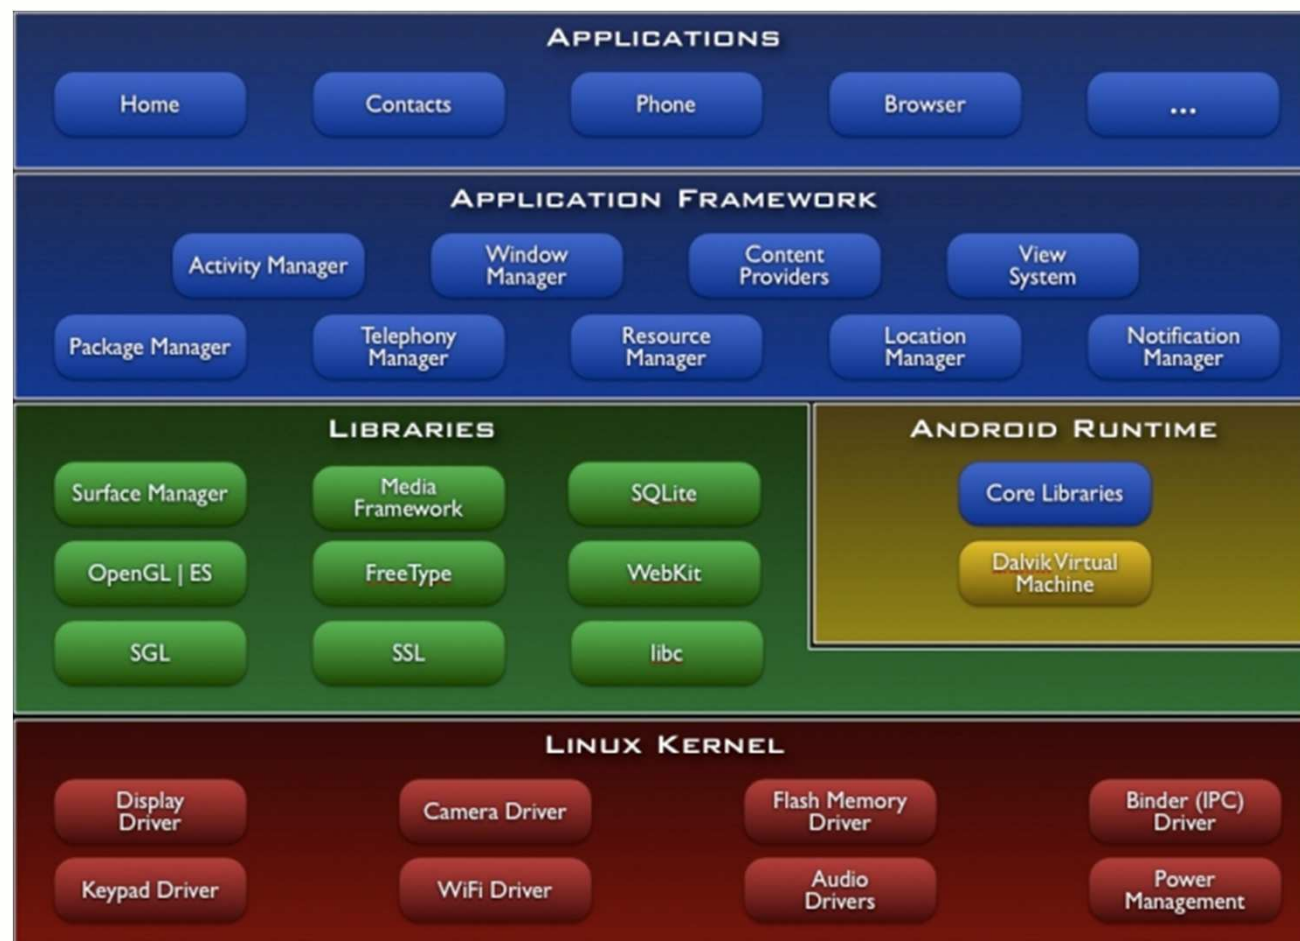 APPLICATIONS
Home
Contacts
Phone
Browser
...
APPLICATION FRAMEWORK
Activity Manager
Window
Manager
Content
Providers
View
System
Package Manager
Telephony
Manager
Resource
Manager
Location
Manager
Notification
Manager
LIBRARIES
Surface Manager
Media
Framework
SQLite
OpenGL | ES
FreeType
WebKit
SGL
SSL
libc
ANDROID RUNTIME
Core Libraries
Dalvik Virtual
Machine
LINUX KERNEL
Display
Driver
Camera Driver
Flash Memory
Driver
Binder (IPC)
Driver
Keypad Driver
WiFi Driver
Audio
Drivers
Power
Management